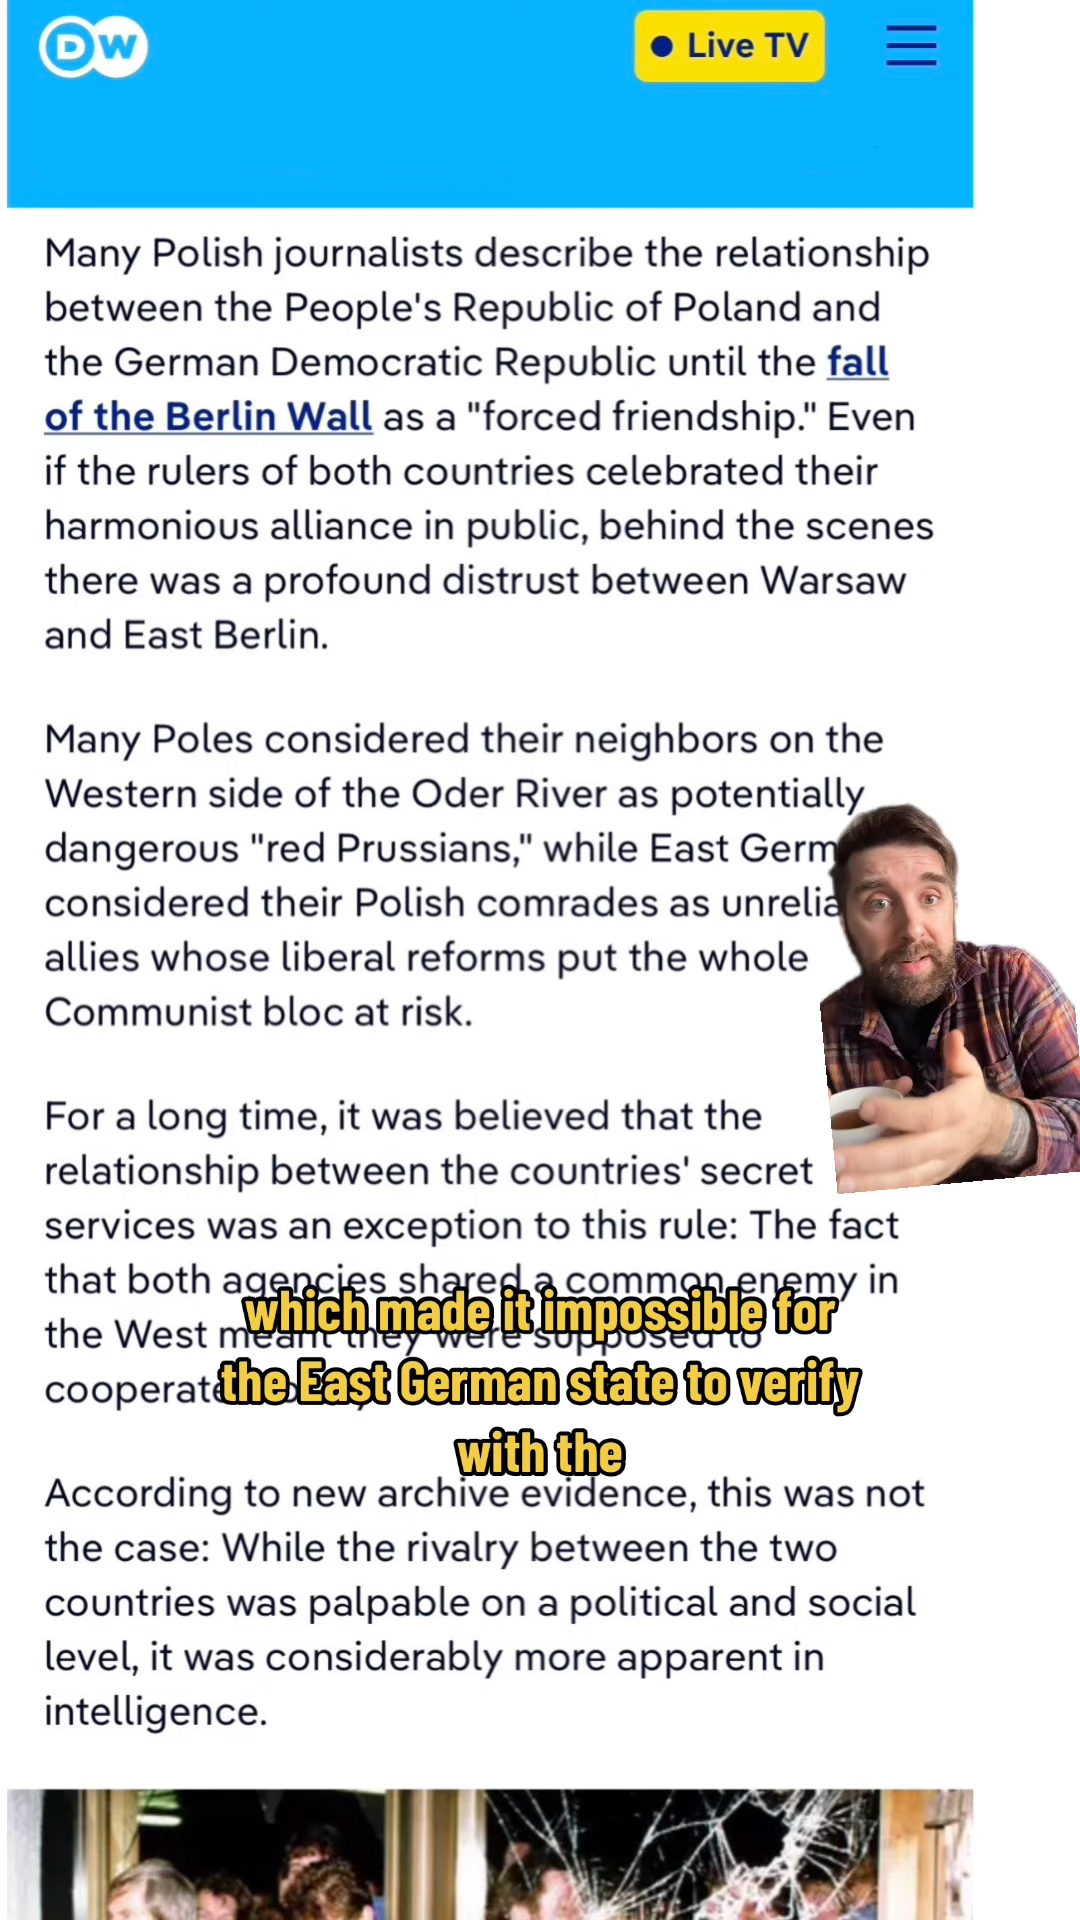 DW
Live TV
Many Polish journalists describe the relationship
between the People's Republic of Poland and
the German Democratic Republic until the fall
of the Berlin Wall as a "forced friendship." Even
if the rulers of both countries celebrated their
harmonious alliance in public, behind the scenes
there was a profound distrust between Warsaw
and East Berlin.
Many Poles considered their neighbors on the
Western side of the Oder River as potentially
dangerous "red Prussians," while East Germ
considered their Polish comrades as unrelia
allies whose liberal reforms put the whole
Communist bloc at risk.
For a long time, it was believed that the
relationship between the countries' secret
services was an exception to this rule: The fact
that both agencies shared a common enemy in
the West meant they were supposed to
cooperate
which made it impossible for
the East German state to verify
with the
According to new archive evidence, this was not
the case: While the rivalry between the two
countries was palpable on a political and social
level, it was considerably more apparent in
intelligence.